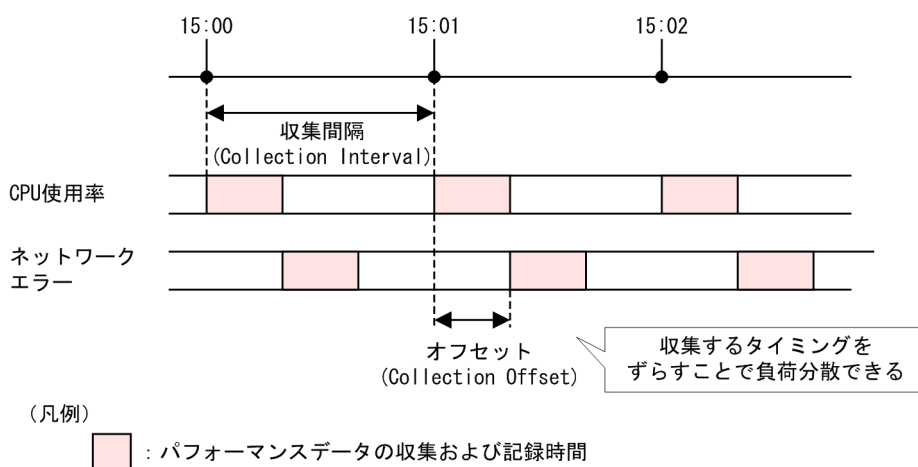 15:00 15:01 15:02
収集間隔
(Collection Interval)
CPU使用率
ネットワーク
エラー
オフセット
(Collection Offset)
収集するタイミングを
ずらすことで負荷分散できる
(凡例)
：パフォーマンスデータの収集および記録時間